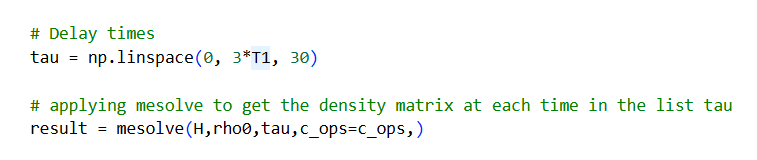 # Delay times
tau = np.linspace(0, 3*T1, 30)
# applying mesolve to get the density matrix at each time in the list tau
result = mesolve(H,rho0,tau,c_ops=c_ops,)